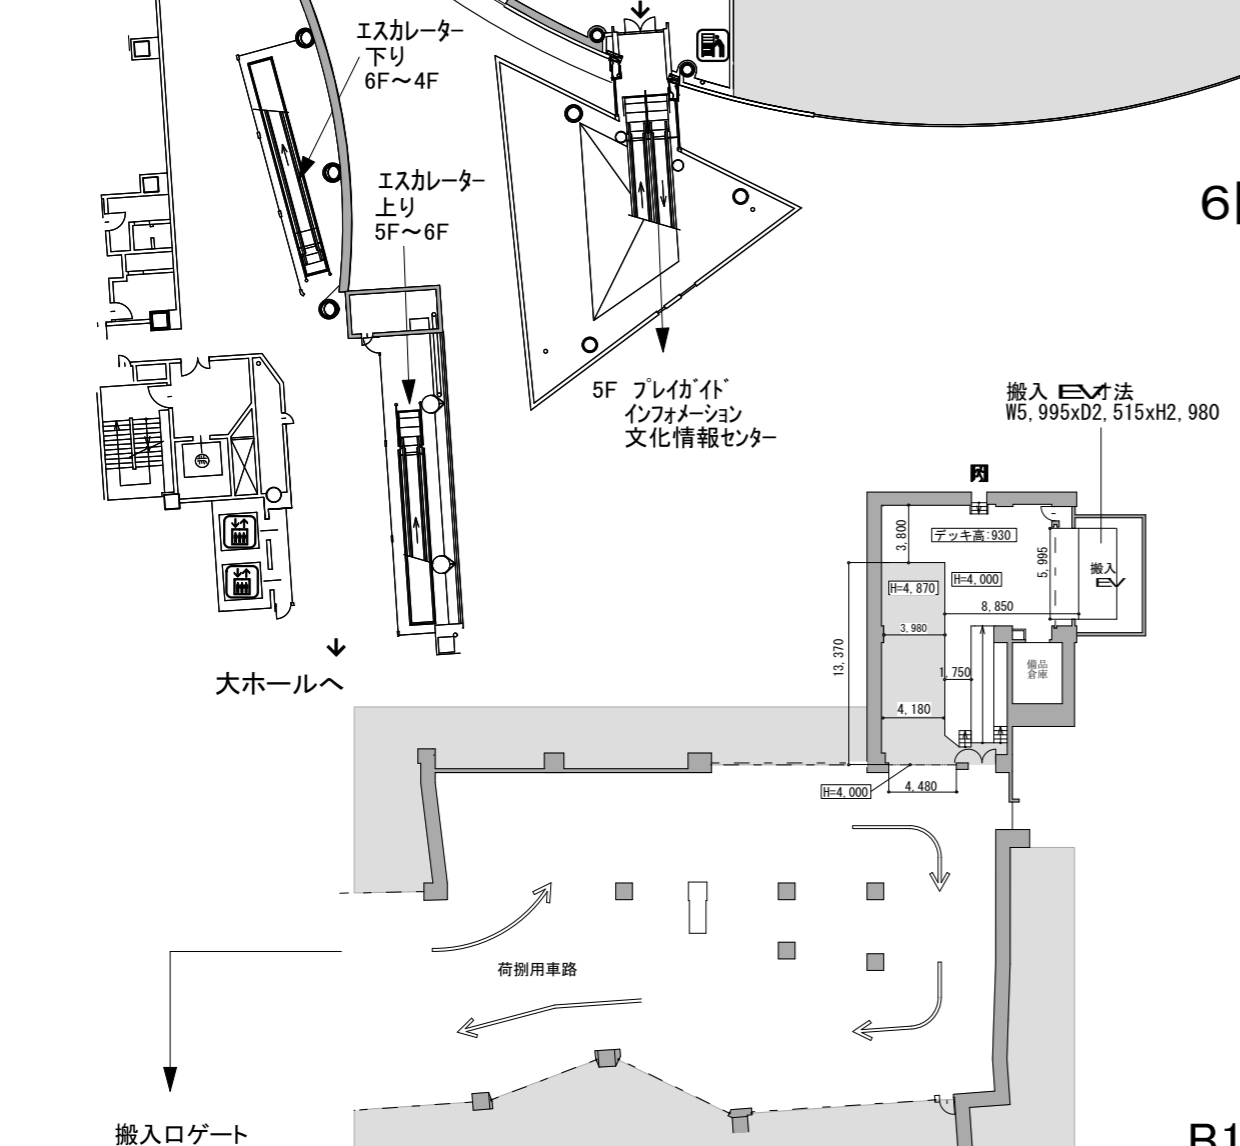 エスカレーター
下り
6F～4F
エスカレーター
上り
5F～6F
6
5F プレイガイド
インフォメーション
文化情報センター
搬入 EV寸法
W5,995xD2,515xH2,980
3,800
デッキ高:930
5,995
搬入
EV
H=4,870
H=4,000
8,850
3,980
13,370
1,750
備品
倉庫
4,180
大ホールへ
H=4,000
4,480
荷捌用車路
搬入口ゲート
B1